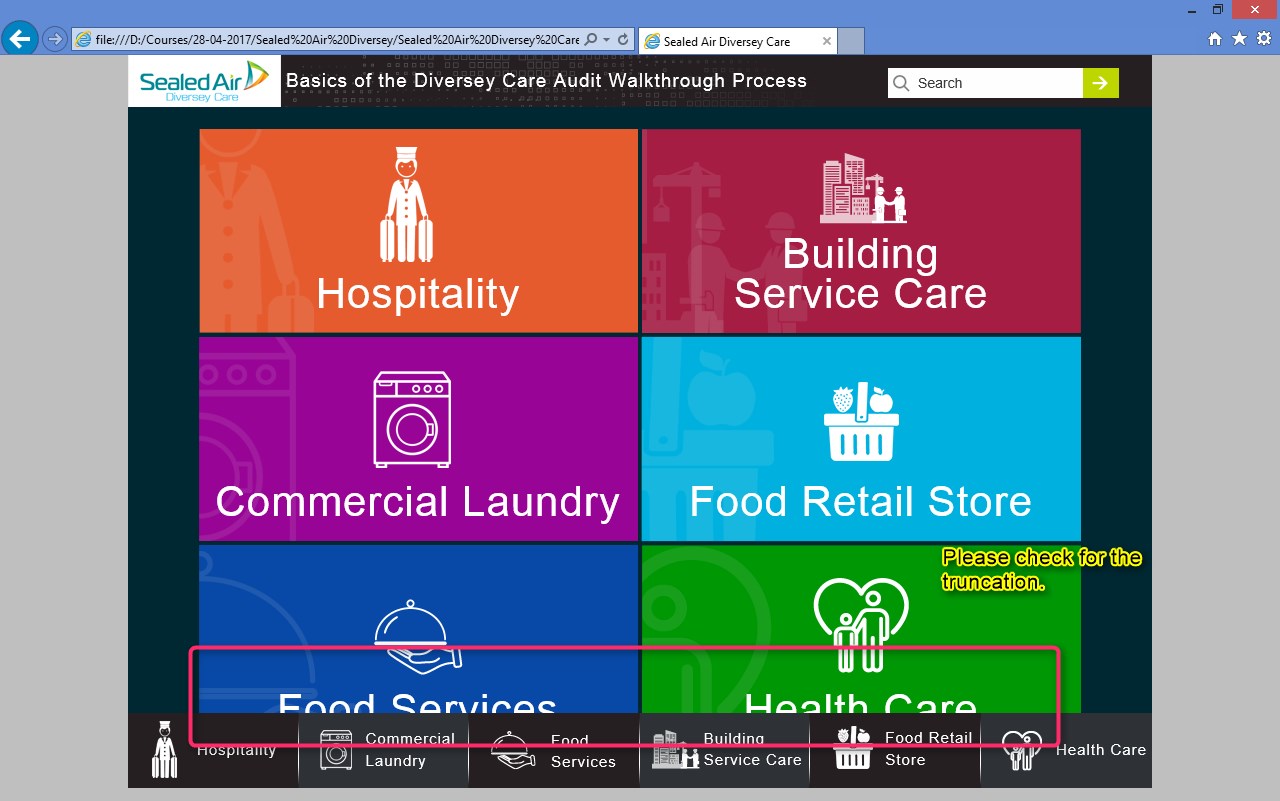 file:///D:/Courses/28-04-2017/Sealed%20Air%20Diversey/Sealed%20Air%20Diversey%20Care
Sealed Air Diversey Care
Sealed Air
Diversey Care
Basics of the Diversey Care Audit Walkthrough Process
Search
Hospitality
Building
Service Care
Commercial Laundry
Food Retail Store
Please check for the
truncation.
Food Services
Health Care
Hospitality
Commercial
Laundry
Food
Services
Building
Service Care
Food Retail
Store
Health Care